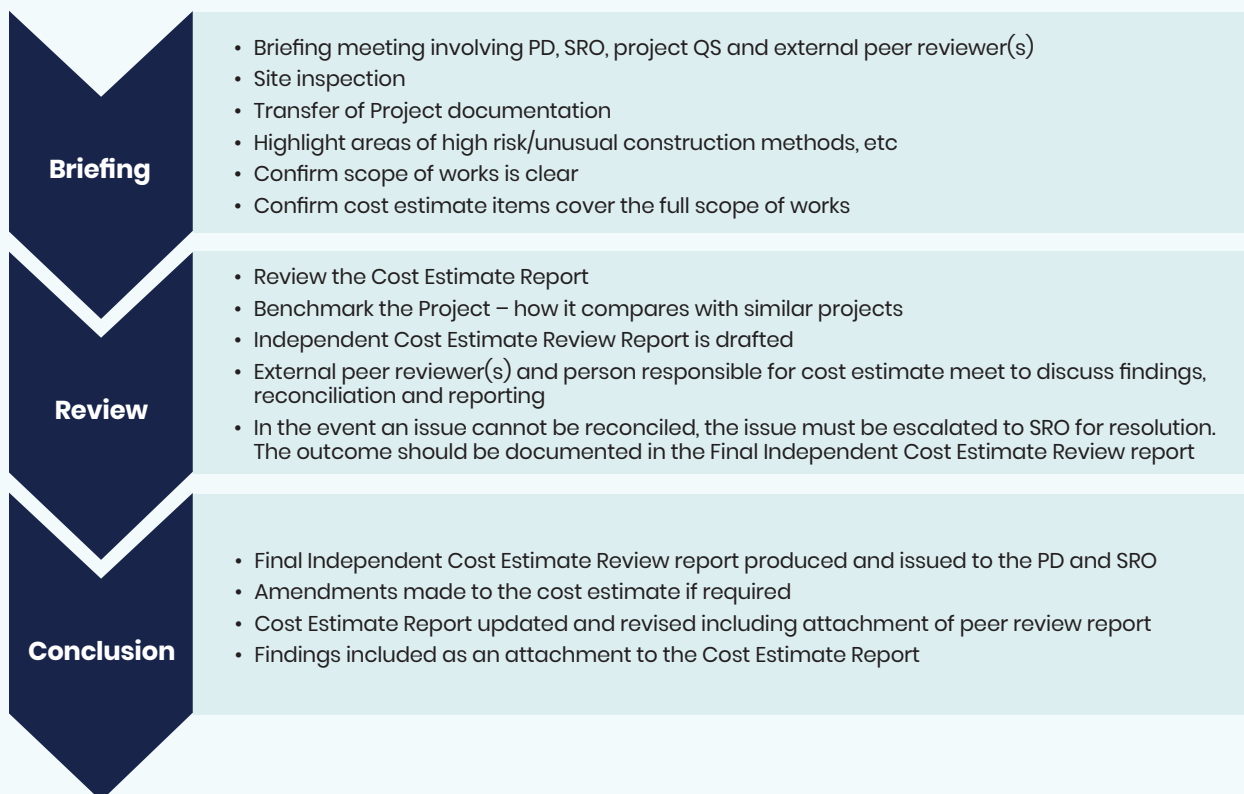 Briefing
• Briefing meeting involving PD, SRO, project QS and external peer reviewer(s)
• Site inspection
• Transfer of Project documentation
• Highlight areas of high risk/unusual construction methods, etc
• Confirm scope of works is clear
• Confirm cost estimate items cover the full scope of works
Review
• Review the Cost Estimate Report
• Benchmark the Project – how it compares with similar projects
• Independent Cost Estimate Review Report is drafted
• External peer reviewer(s) and person responsible for cost estimate meet to discuss findings,
reconciliation and reporting
• In the event an issue cannot be reconciled, the issue must be escalated to SRO for resolution.
The outcome should be documented in the Final Independent Cost Estimate Review report
Conclusion
• Final Independent Cost Estimate Review report produced and issued to the PD and SRO
• Amendments made to the cost estimate if required
• Cost Estimate Report updated and revised including attachment of peer review report
• Findings included as an attachment to the Cost Estimate Report